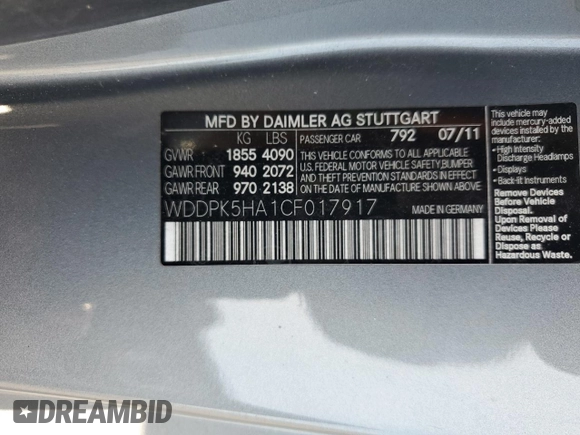 MFD BY DAIMLER AG STUTTGART
KG LBS
PASSENGER CAR 792 07/11
GVWR 1855 4090
GAWR FRONT 940 2072
GAWR REAR 970 2138
THIS VEHICLE CONFORMS TO ALL APPLICABLE
U.S. FEDERAL MOTOR VEHICLE SAFETY, BUMPER
AND THEFT PREVENTION STANDARDS IN EFFECT
ON THE DATE OF MANUFACTURE SHOWN ABOVE.
WDDPK5HA1CF017917
MADE IN GERMANY
This vehicle may
include mercury-added
devices installed by the
manufacturer:
- High Intensity
Discharge Headlamps
- Displays
- Back-lit Instruments
Remove Devices
Before Vehicle
Disposal.
Upon Removal of
Devices Please
Reuse, Recycle or
Dispose as
Hazardous Waste.
DREAMBID